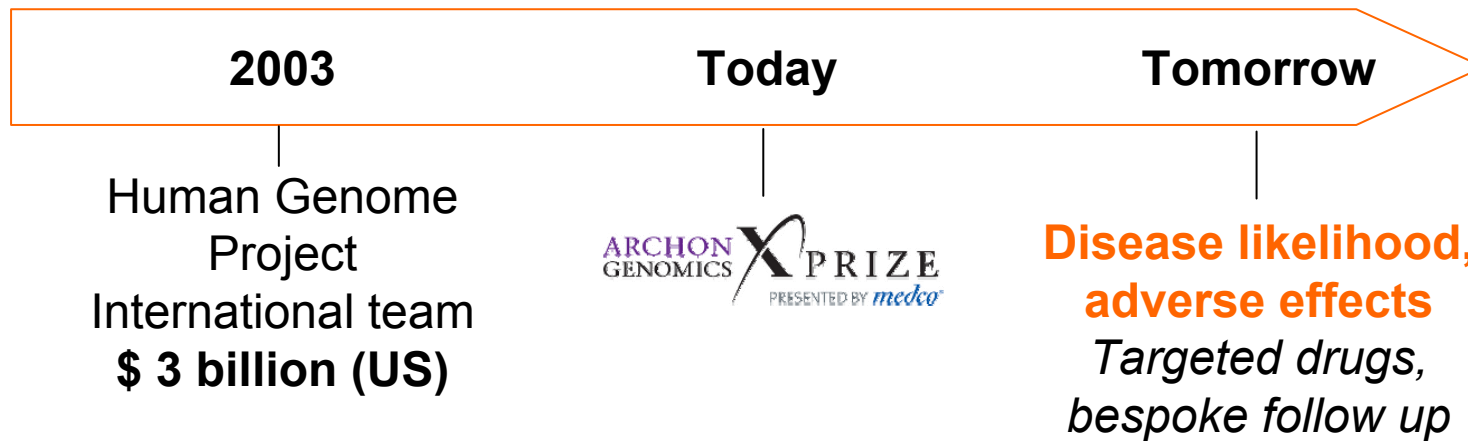 2003
Today
Tomorrow
Human Genome
Project
International team
$ 3 billion (US)
ARCHON
GENOMICS
X PRIZE
PRESENTED BY medco®
Disease likelihood,
adverse effects
Targeted drugs,
bespoke follow up